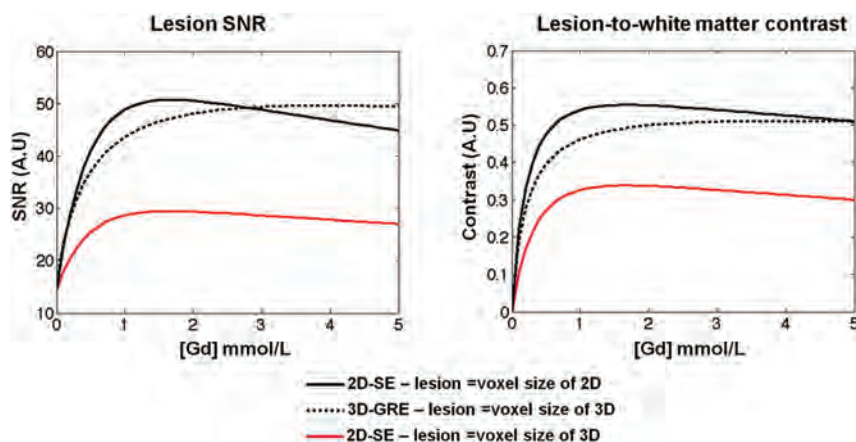 Lesion SNR
60
50
40
30
20
10
SNR (A.U)
0 1 2 3 4 5
[Gd] mmol/L
Lesion-to-white matter contrast
0.7
0.6
0.5
0.4
0.3
0.2
0.1
0
Contrast (A.U)
0 1 2 3 4 5
[Gd] mmol/L
2D-SE – lesion =voxel size of 2D
3D-GRE – lesion =voxel size of 3D
2D-SE – lesion =voxel size of 3D